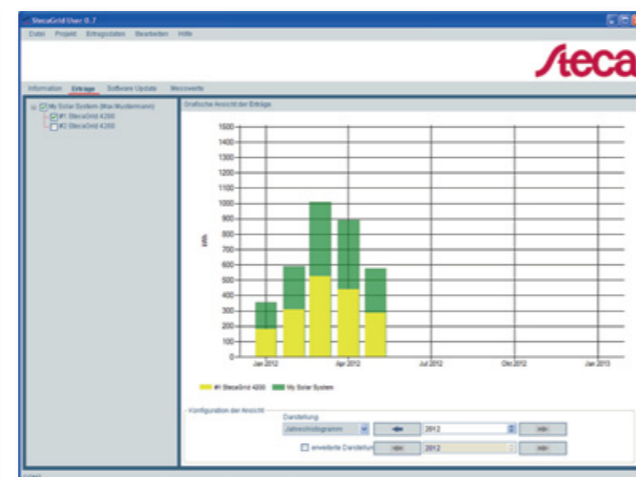 StecaGrid User 0.7
Datei Projekt Ertragsdaten Bearbeiten Hilfe
Steca
Information Erträge Software Update Messwerte
My Solar System (Max Mustermann)
#1 StecaGrid 4200
#2 StecaGrid 4200
Grafische Ansicht der Erträge
1500
1400
1300
1200
1100
1000
900
800
700
600
500
400
300
200
100
0
kWh
Jan 2012 Apr 2012 Jul 2012 Okt 2012 Jan 2013
#1 StecaGrid 4200 My Solar System
Konfiguration der Ansicht
Darstellung
Jahreshistogramm 2012
erweiterte Darstellung 2012